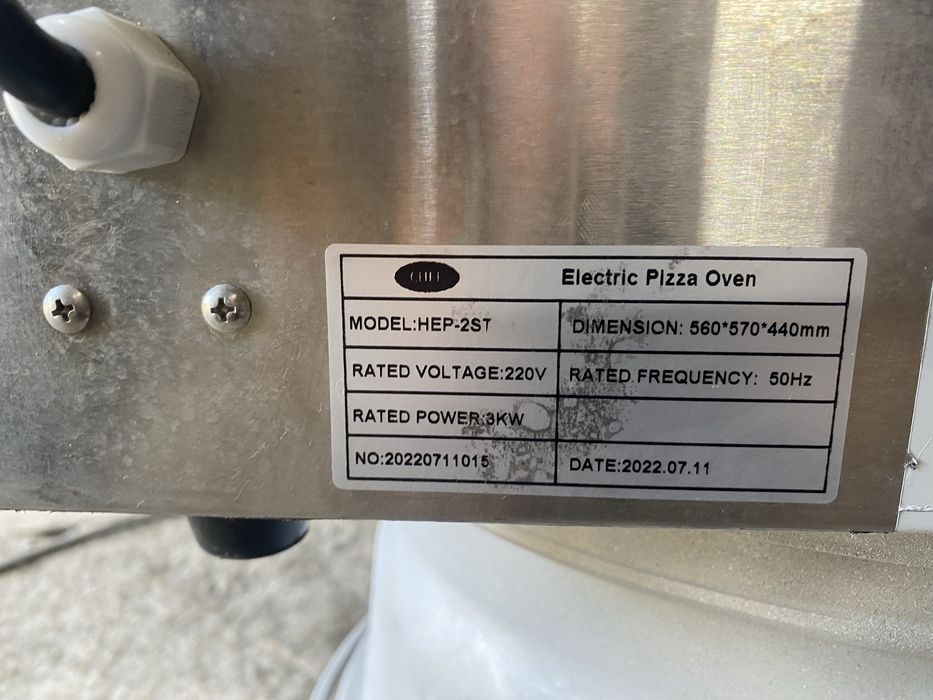 CHEF
Electric Pizza Oven
MODEL:HEP-2ST
DIMENSION: 560*570*440mm
RATED VOLTAGE:220V
RATED FREQUENCY: 50Hz
RATED POWER:3KW
NO:20220711015
DATE:2022.07.11